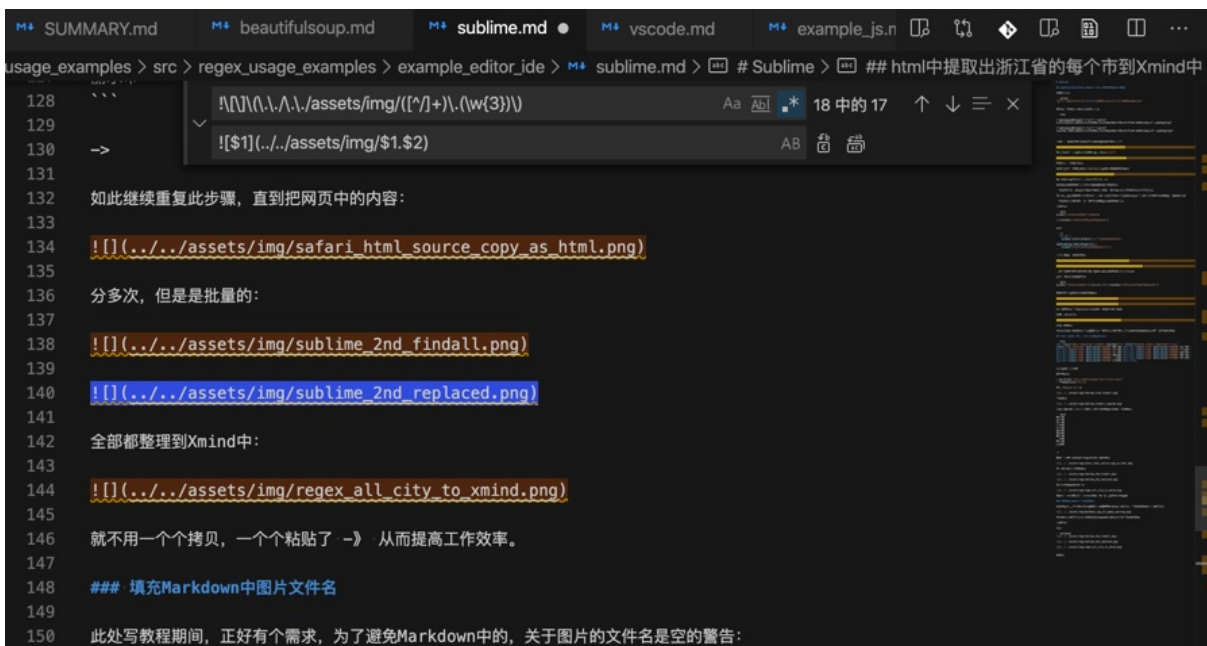 SUMMARY.md beautifulsoup.md sublime.md ● vscode.md example_js.m
usage_examples > src > regex_usage_examples > example_editor_ide > sublime.md > # Sublime > ## html中提取出浙江省的每个市到Xmind中
128 ```
!\[\]\(\.\./\.\./assets/img/([^/]+)\.(\w{3})\) Aa Abl .* 18 中的 17
129
![$1](../../assets/img/$1.$2) AB
130 ->
131
132 如此继续重复此步骤，直到把网页中的内容：
133
134 ![](../../assets/img/safari_html_source_copy_as_html.png)
135
136 分多次，但是是批量的：
137
138 ![](../../assets/img/sublime_2nd_findall.png)
139
140 ![](../../assets/img/sublime_2nd_replaced.png)
141
142 全部都整理到Xmind中：
143
144 ![](../../assets/img/regex_all_city_to_xmind.png)
145
146 就不用一个个拷贝，一个个粘贴了 -》 从而提高工作效率。
147
148 ### 填充Markdown中图片文件名
149
150 此处写教程期间，正好有个需求，为了避免Markdown中的，关于图片的文件名是空的警告：